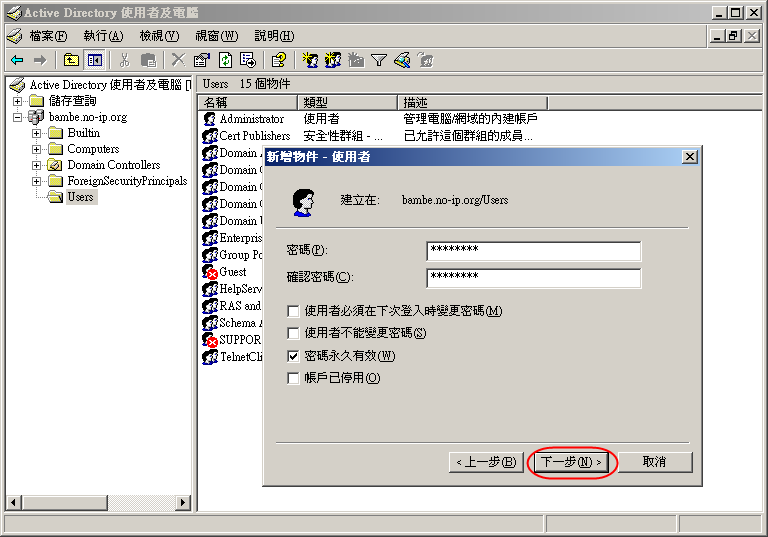 Active Directory 使用者及電腦
檔案(F) 執行(A) 檢視(V) 視窗(W) 說明(H)
Active Directory 使用者及電腦 [
儲存查詢
bambe.no-ip.org
Builtin
Computers
Domain Controllers
ForeignSecurityPrincipals
Users
Users 15 個物件
名稱 類型 描述
Administrator 使用者 管理電腦/網域的內建帳戶
Cert Publishers 安全性群組 - ... 已允許這個群組的成員...
Domain A
Domain C
Domain C
Domain G
Domain U
Enterpris
Group Po
Guest
HelpServ
RAS and
Schema A
SUPPOR
TelnetCli
新增物件 - 使用者
建立在: bambe.no-ip.org/Users
密碼(P): ********
確認密碼(C): ********
使用者必須在下次登入時變更密碼(M)
使用者不能變更密碼(S)
密碼永久有效(W)
帳戶已停用(O)
< 上一步(B) 下一步(N) > 取消